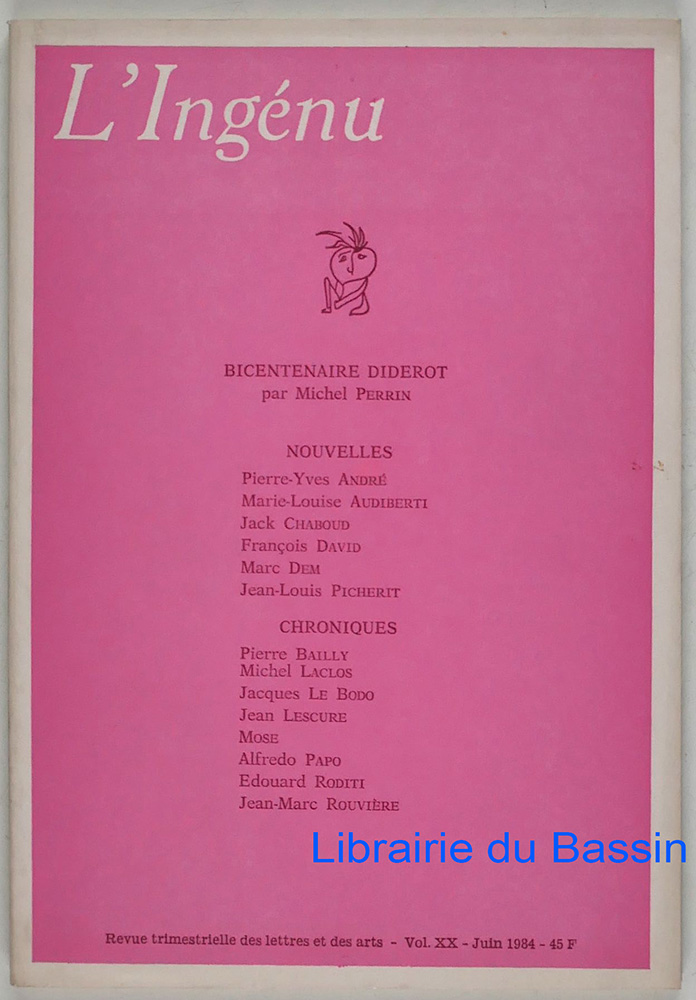 L'Ingénu
BICENTENAIRE DIDEROT
par Michel PERRIN
NOUVELLES
Pierre-Yves ANDRÉ
Marie-Louise AUDIBERTI
Jack CHABOUD
François DAVID
Marc DEM
Jean-Louis PICHERIT
CHRONIQUES
Pierre BAILLY
Michel LACLOS
Jacques LE BODO
Jean LESCURE
MOSE
Alfredo PAPO
Edouard RODITI
Jean-Marc ROUVIÈRE
Librairie du Bassin
Revue trimestrielle des lettres et des arts - Vol. XX - Juin 1984 - 45 F